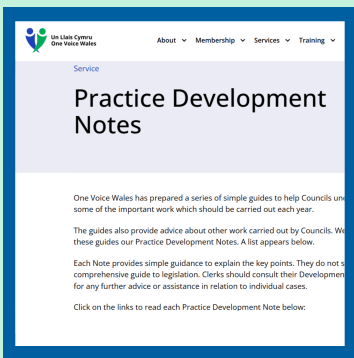 Un Llais Cymru
One Voice Wales
About Membership Services Training
Service
Practice Development
Notes
One Voice Wales has prepared a series of simple guides to help Councils
some of the important work which should be carried out each year.
The guides also provide advice about other work carried out by Councils. We
these guides our Practice Development Notes. A list appears below.
Each Note provides simple guidance to explain the key points. They do not
comprehensive guide to legislation. Clerks should consult their Development
for any further advice or assistance in relation to individual cases.
Click on the links to read each Practice Development Note below: